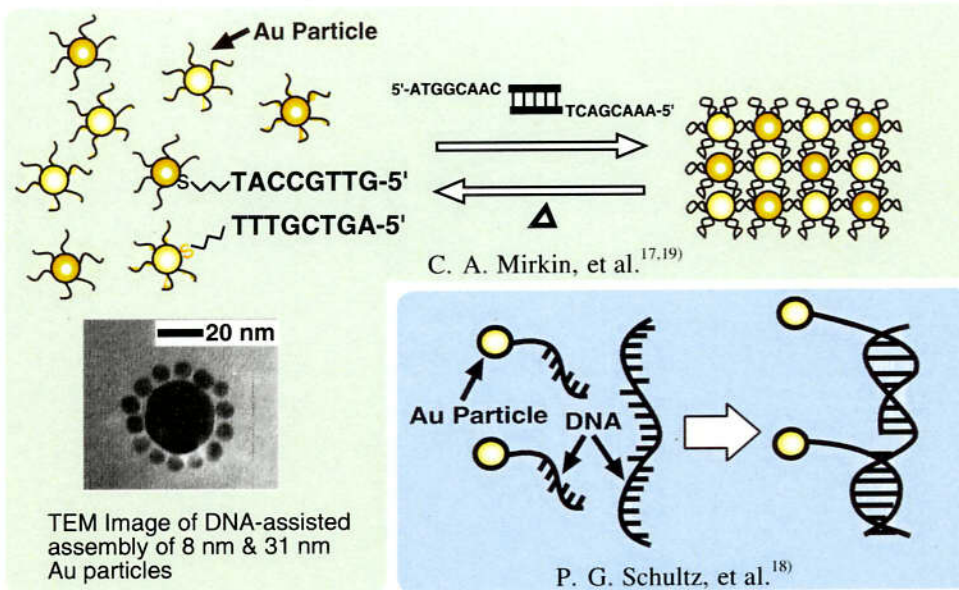 Au Particle
5'-ATGGCAAC
TCAGCAAA-5'
S TACCGTTG-5'
S TTTGCTGA-5'
Δ
C. A. Mirkin, et al.17,19)
20 nm
TEM Image of DNA-assisted
assembly of 8 nm & 31 nm
Au particles
Au Particle
DNA
P. G. Schultz, et al.18)